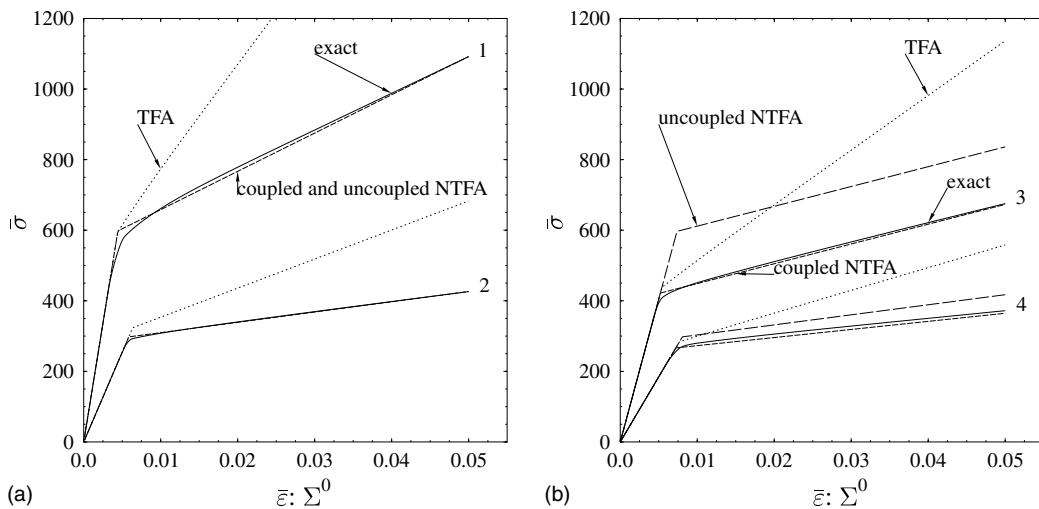 1200
1000
800
600
400
200
0
σ̄
exact
1
TFA
coupled and uncoupled NTFA
2
0.0
0.01
0.02
0.03
0.04
0.05
(a)
ε̄: Σ⁰
1200
1000
800
600
400
200
0
σ̄
TFA
uncoupled NTFA
exact
3
coupled NTFA
4
0.0
0.01
0.02
0.03
0.04
0.05
(b)
ε̄: Σ⁰